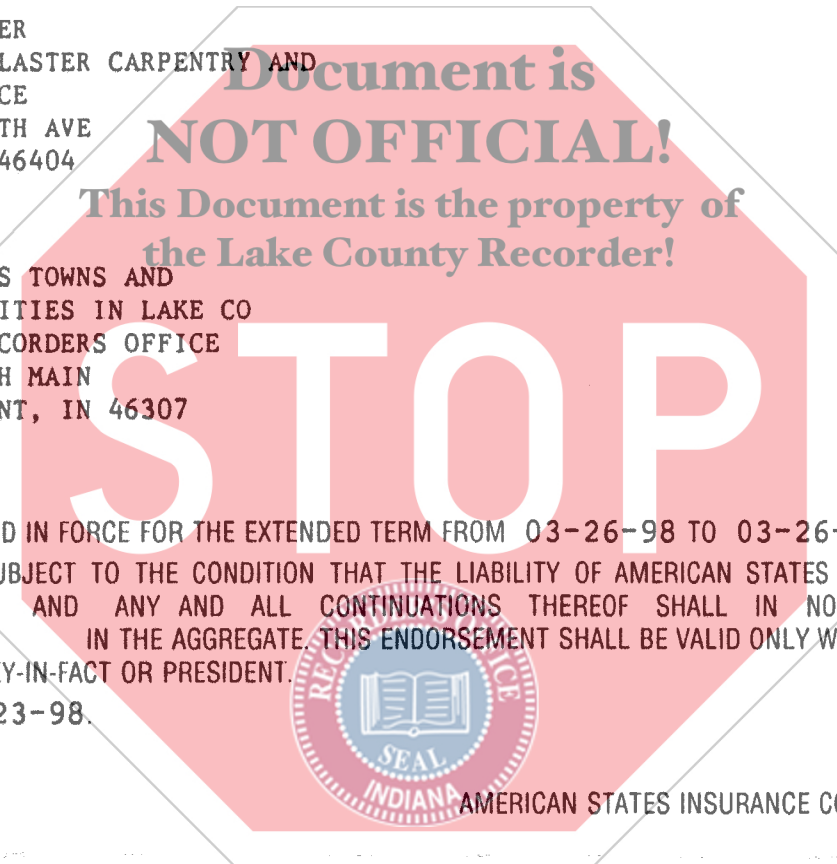 ER
LASTER CARPENTRY AND
CE
TH AVE
46404
Document is
NOT OFFICIAL!
This Document is the property of
the Lake County Recorder!
S TOWNS AND
ITIES IN LAKE CO
CORDERS OFFICE
H MAIN
NT, IN 46307
STOP
D IN FORCE FOR THE EXTENDED TERM FROM 03-26-98 TO 03-26-
UBJECT TO THE CONDITION THAT THE LIABILITY OF AMERICAN STATES
AND ANY AND ALL CONTINUATIONS THEREOF SHALL IN NO
IN THE AGGREGATE. THIS ENDORSEMENT SHALL BE VALID ONLY W
Y-IN-FACT OR PRESIDENT.
23-98.
RECORDER'S OFFICE
SEAL
INDIANA
AMERICAN STATES INSURANCE CO